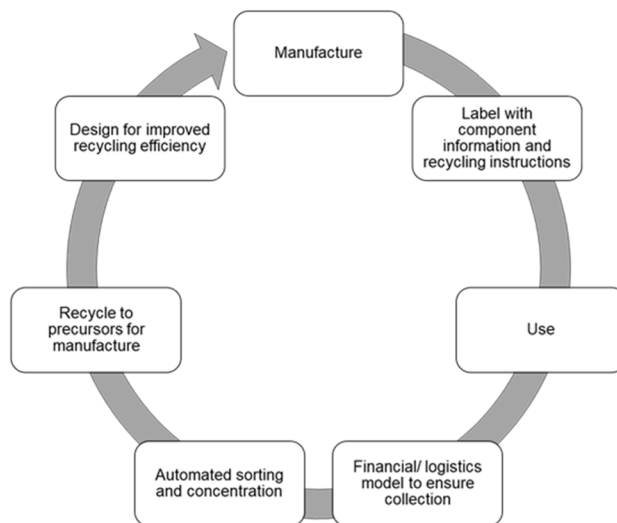 Manufacture
Label with
component
information and
recycling instructions
Use
Financial/ logistics
model to ensure
collection
Automated sorting
and concentration
Recycle to
precursors for
manufacture
Design for improved
recycling efficiency